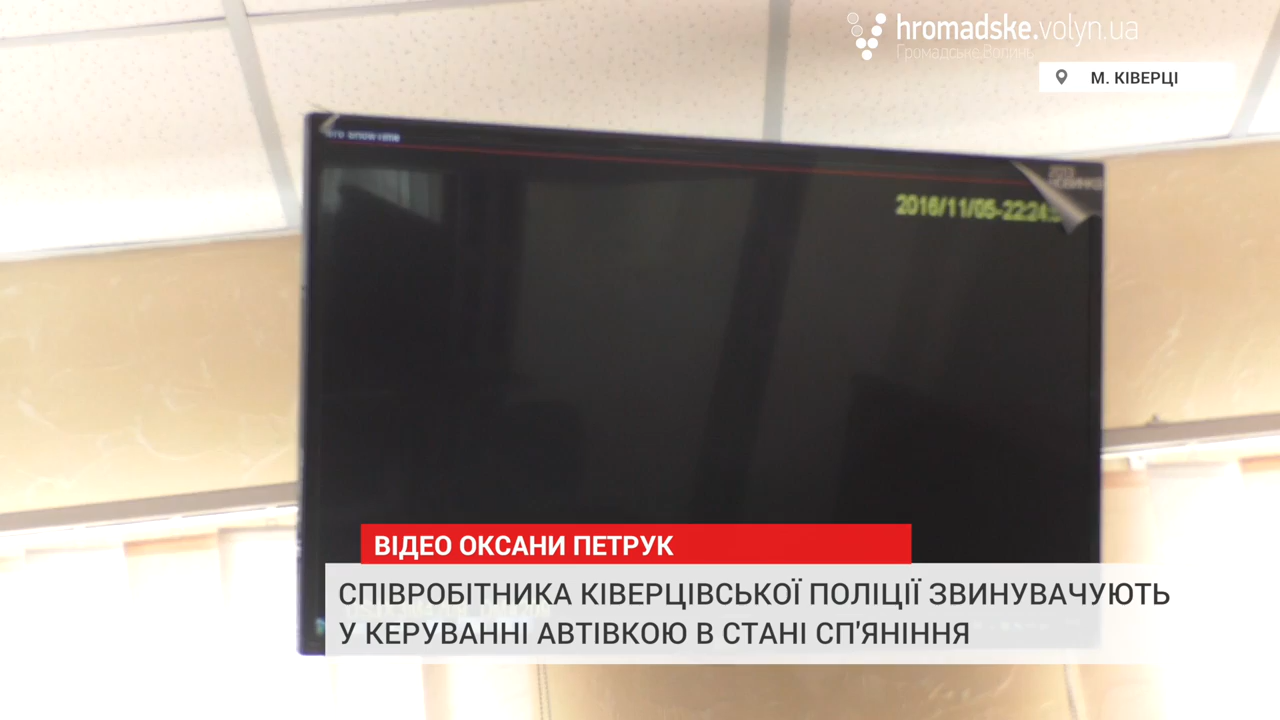 hromadske.volyn.ua
Громадське Волинь
М. КІВЕРЦІ
2016/11/05-22:24
ВІДЕО ОКСАНИ ПЕТРУК
СПІВРОБІТНИКА КІВЕРЦІВСЬКОЇ ПОЛІЦІЇ ЗВИНУВАЧУЮТЬ
У КЕРУВАННІ АВТІВКОЮ В СТАНІ СП'ЯНІННЯ